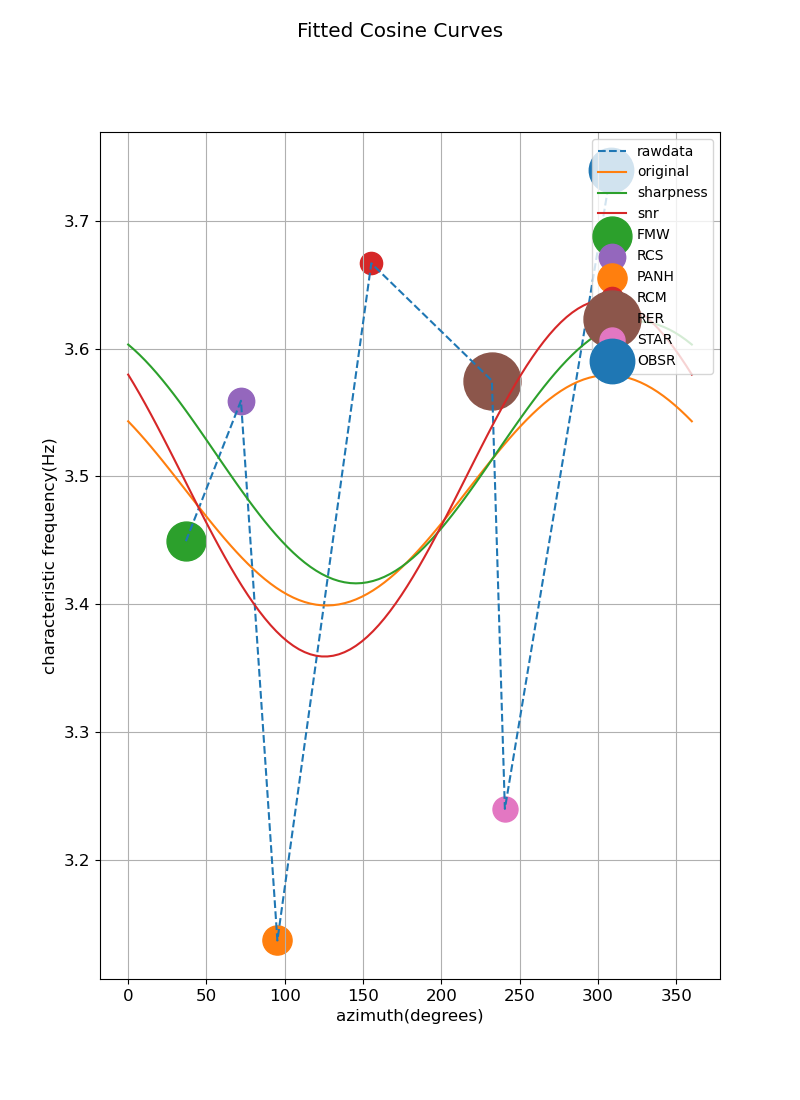 Fitted Cosine Curves
rawdata
original
sharpness
snr
FMW
RCS
PANH
RCM
RER
STAR
OBSR
characteristic frequency(Hz)
3.7
3.6
3.5
3.4
3.3
3.2
0 50 100 150 200 250 300 350
azimuth(degrees)